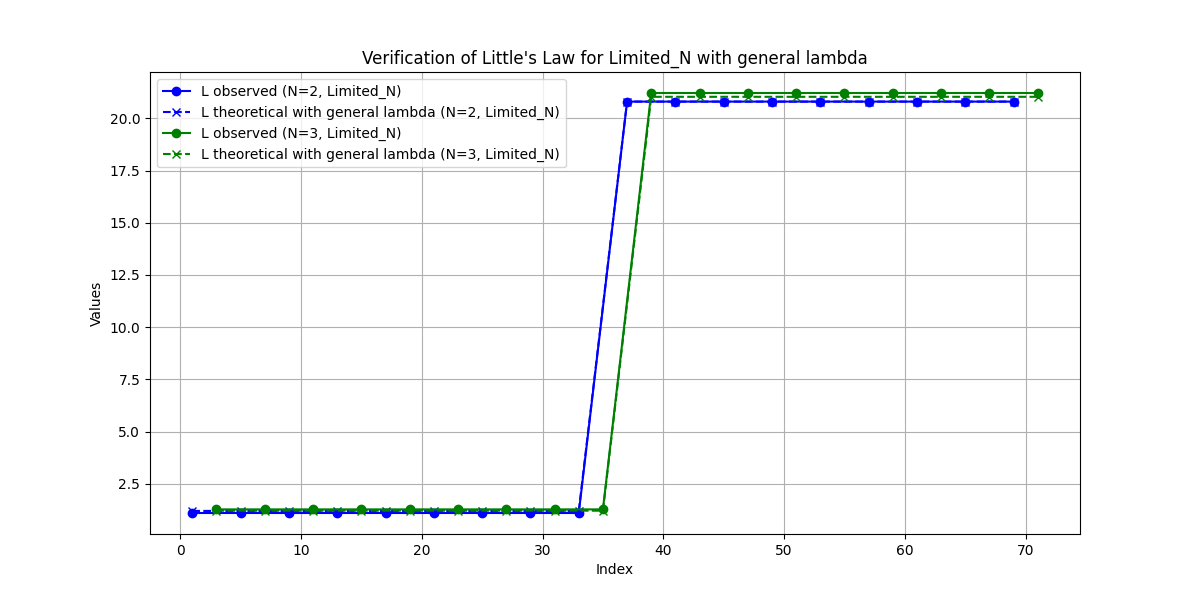 Verification of Little's Law for Limited_N with general lambda
L observed (N=2, Limited_N)
L theoretical with general lambda (N=2, Limited_N)
L observed (N=3, Limited_N)
L theoretical with general lambda (N=3, Limited_N)
20.0
17.5
15.0
12.5
10.0
7.5
5.0
2.5
Values
0 10 20 30 40 50 60 70
Index